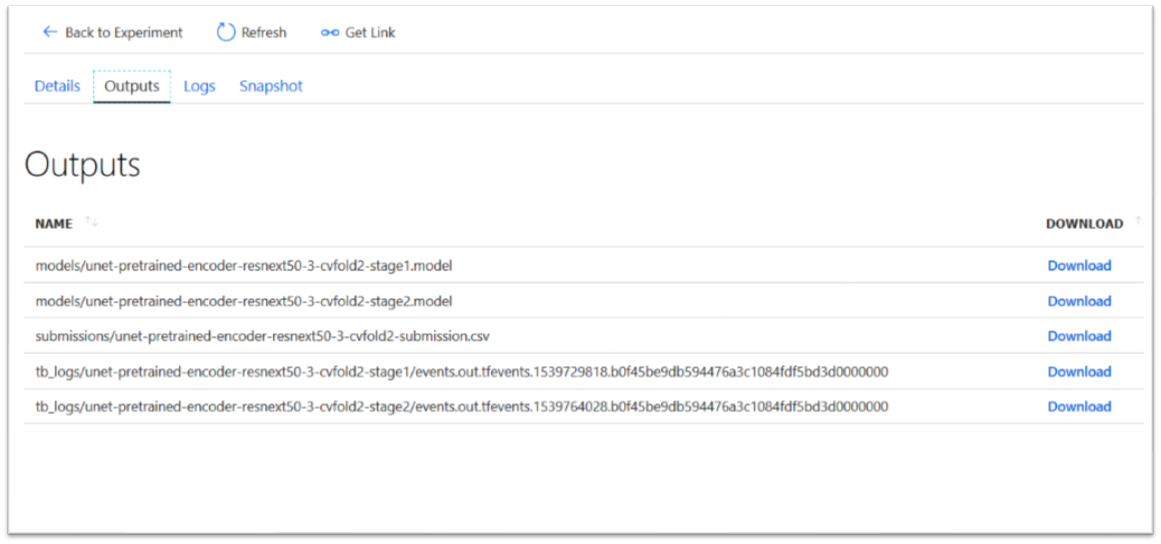 Back to Experiment Refresh Get Link
Details Outputs Logs Snapshot
Outputs
NAME DOWNLOAD
models/unet-pretrained-encoder-resnext50-3-cvfold2-stage1.model Download
models/unet-pretrained-encoder-resnext50-3-cvfold2-stage2.model Download
submissions/unet-pretrained-encoder-resnext50-3-cvfold2-submission.csv Download
tb_logs/unet-pretrained-encoder-resnext50-3-cvfold2-stage1/events.out.tfevents.1539729818.b0f45be9db594476a3c1084fdf5bd3d0000000 Download
tb_logs/unet-pretrained-encoder-resnext50-3-cvfold2-stage2/events.out.tfevents.1539764028.b0f45be9db594476a3c1084fdf5bd3d0000000 Download